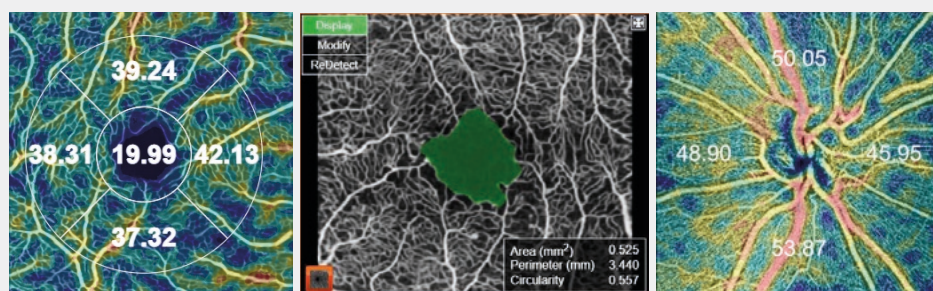 39.24
38.31 19.99 42.13
37.32
Display
Modify
ReDetect
Area (mm²) 0.525
Perimeter (mm) 3.440
Circularity 0.557
50.05
48.90 45.95
53.87